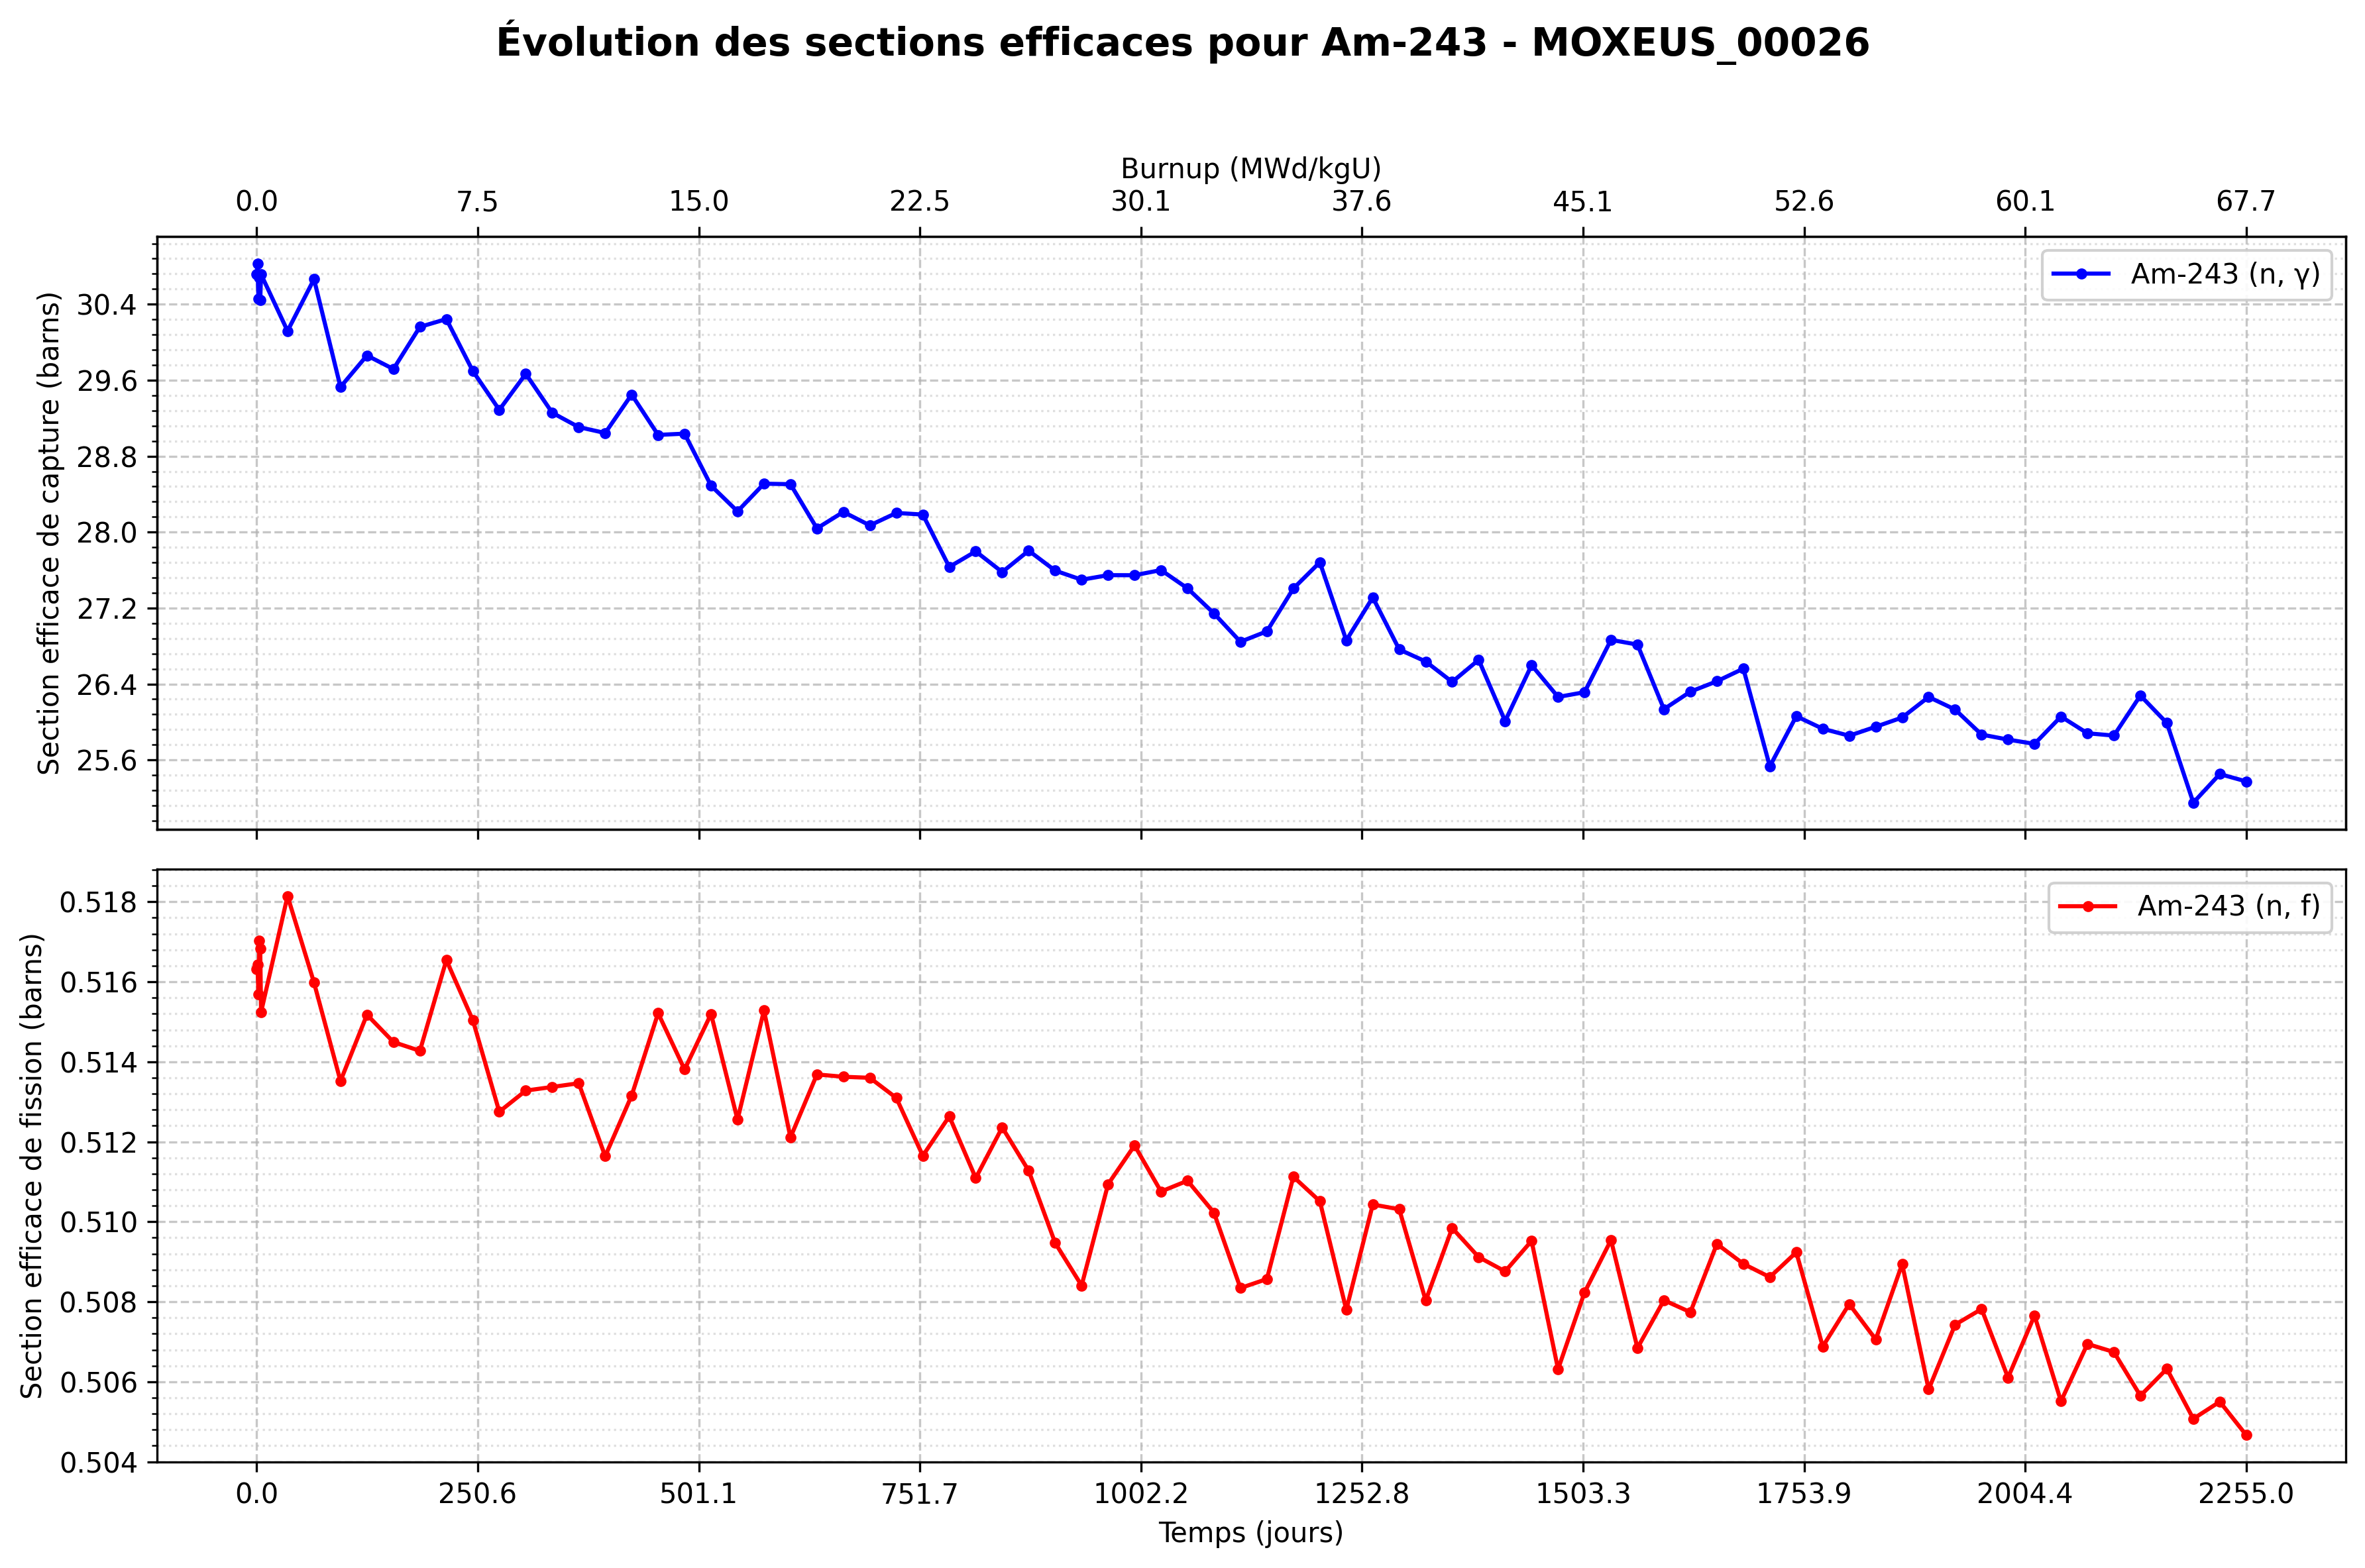 Évolution des sections efficaces pour Am-243 - MOXEUS_00026
Burnup (MWd/kgU)
0.0 7.5 15.0 22.5 30.1 37.6 45.1 52.6 60.1 67.7
Section efficace de capture (barns)
30.4
29.6
28.8
28.0
27.2
26.4
25.6
Am-243 (n, γ)
Section efficace de fission (barns)
0.518
0.516
0.514
0.512
0.510
0.508
0.506
0.504
Am-243 (n, f)
0.0 250.6 501.1 751.7 1002.2 1252.8 1503.3 1753.9 2004.4 2255.0
Temps (jours)